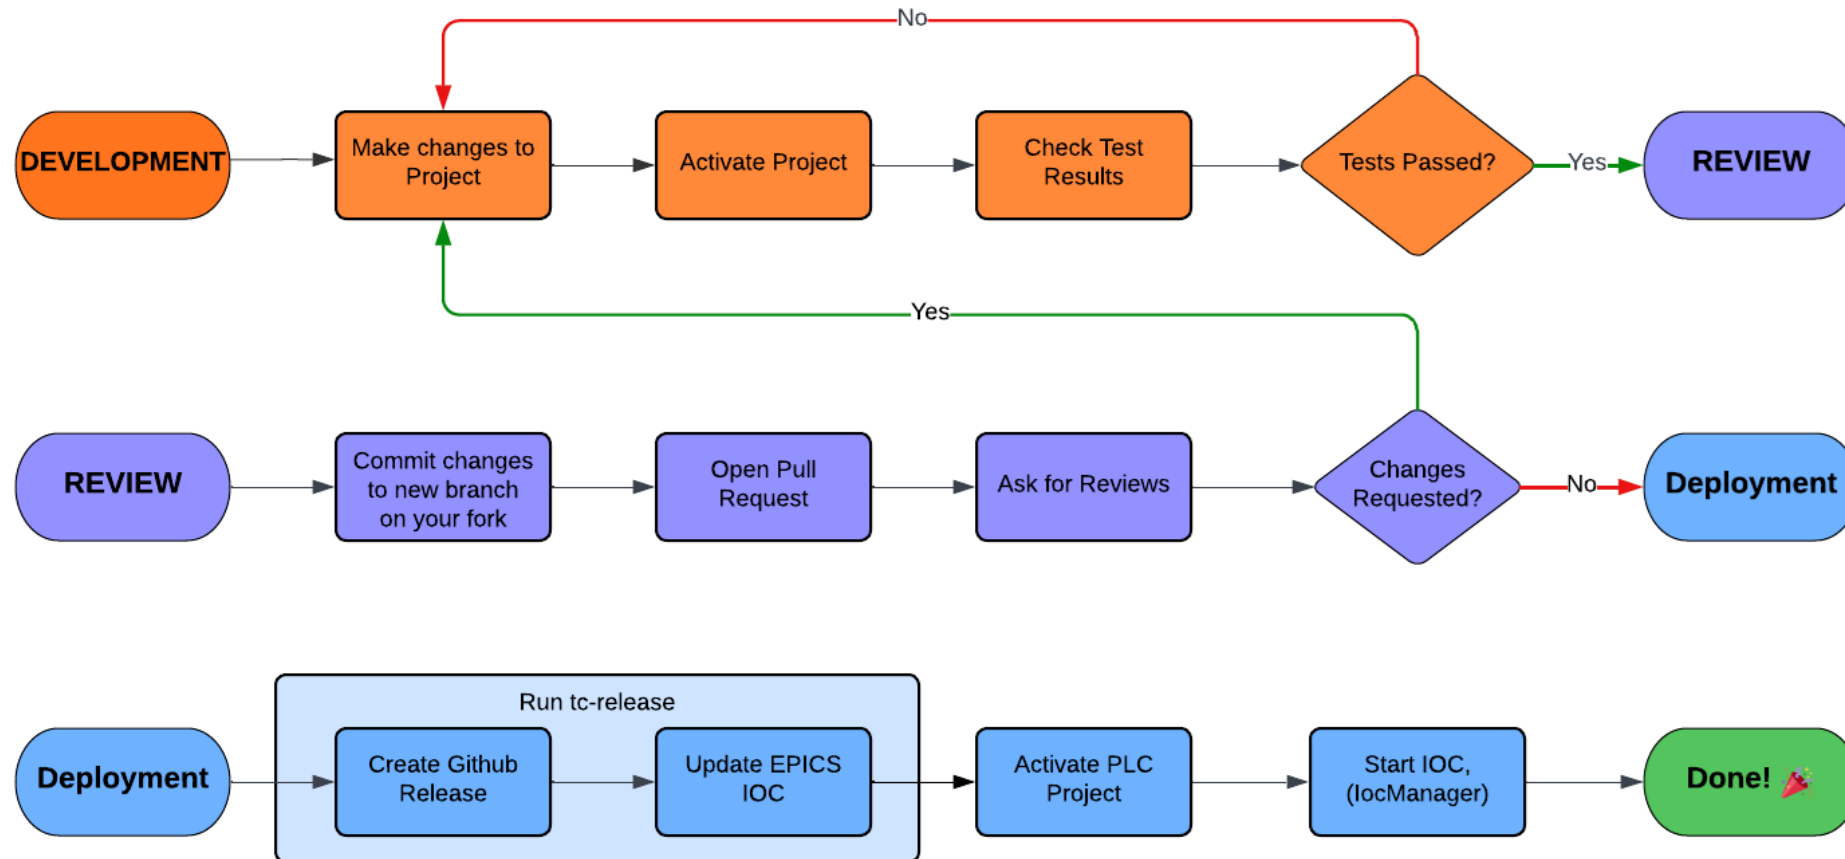 No
DEVELOPMENT
Make changes to
Project
Activate Project
Check Test
Results
Tests Passed?
Yes
REVIEW
Yes
REVIEW
Commit changes
to new branch
on your fork
Open Pull
Request
Ask for Reviews
Changes
Requested?
No
Deployment
Run tc-release
Deployment
Create Github
Release
Update EPICS
IOC
Activate PLC
Project
Start IOC,
(IocManager)
Done! 🎉